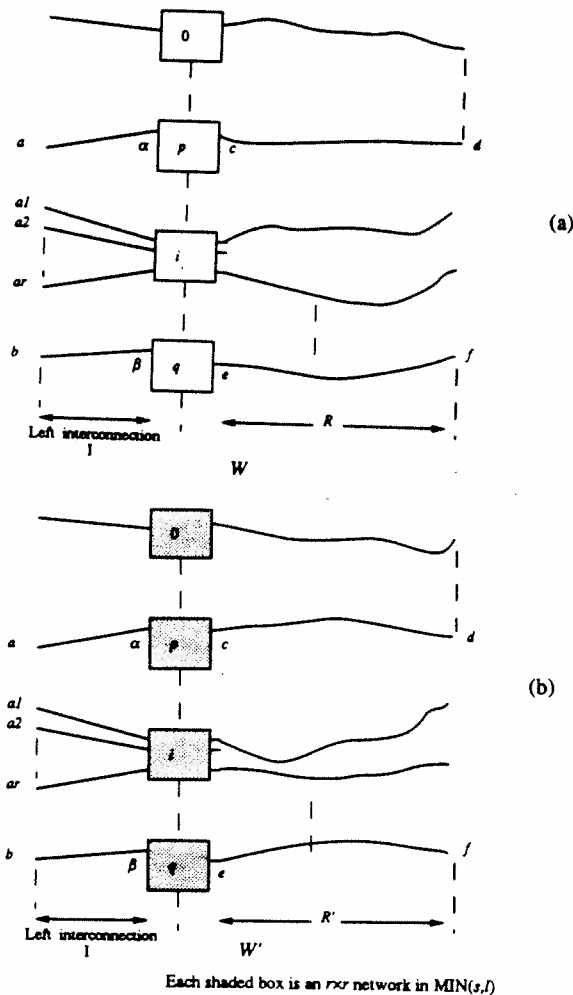 0
a α p c d
a1
a2
i
ar
(a)
b β q e f
R
Left interconnection
I
W
0
a α p c d
a1
a2
i
ar
(b)
b β q e f
R'
Left interconnection
I
W'
Each shaded box is an r×r network in MIN(s,l)